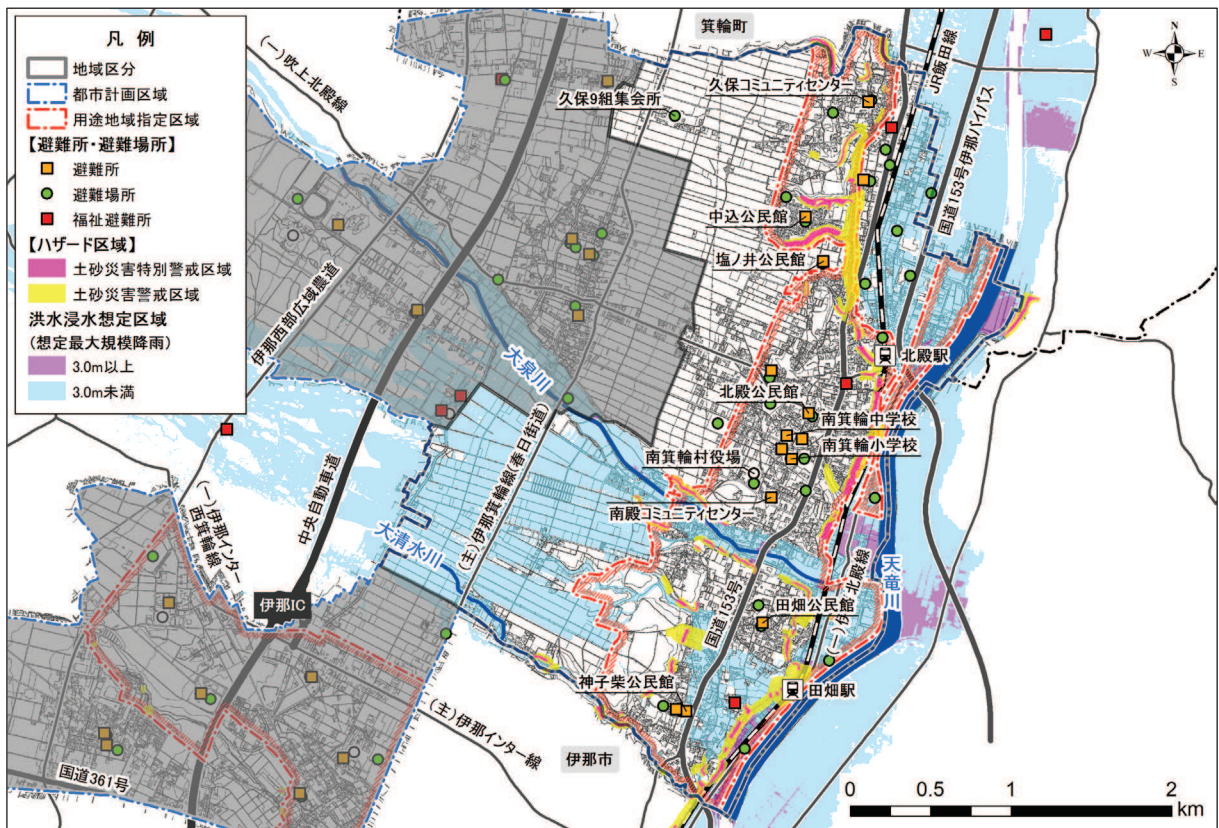 凡 例
地域区分
都市計画区域
用途地域指定区域
【避難所・避難場所】
避難所
避難場所
福祉避難所
【ハザード区域】
土砂災害特別警戒区域
土砂災害警戒区域
洪水浸水想定区域
(想定最大規模降雨)
3.0m以上
3.0m未満
箕輪町
(一)吹上北殿線
久保9組集会所
久保コミュニティセンター
JR飯田線
国道153号伊那バイパス
N
W
E
S
中込公民館
塩ノ井公民館
伊那西部広域農道
大泉川
北殿駅
北殿公民館
南箕輪中学校
南箕輪小学校
南箕輪村役場
南殿コミュニティセンター
中央自動車道
(主)伊那箕輪線(春日街道)
(一)伊那インター
西箕輪線
大清水川
天竜川
伊那IC
国道153号
田畑公民館
北殿線
田畑駅
神子柴公民館
(主)伊那インター線
伊那市
国道361号
0
0.5
1
2
km